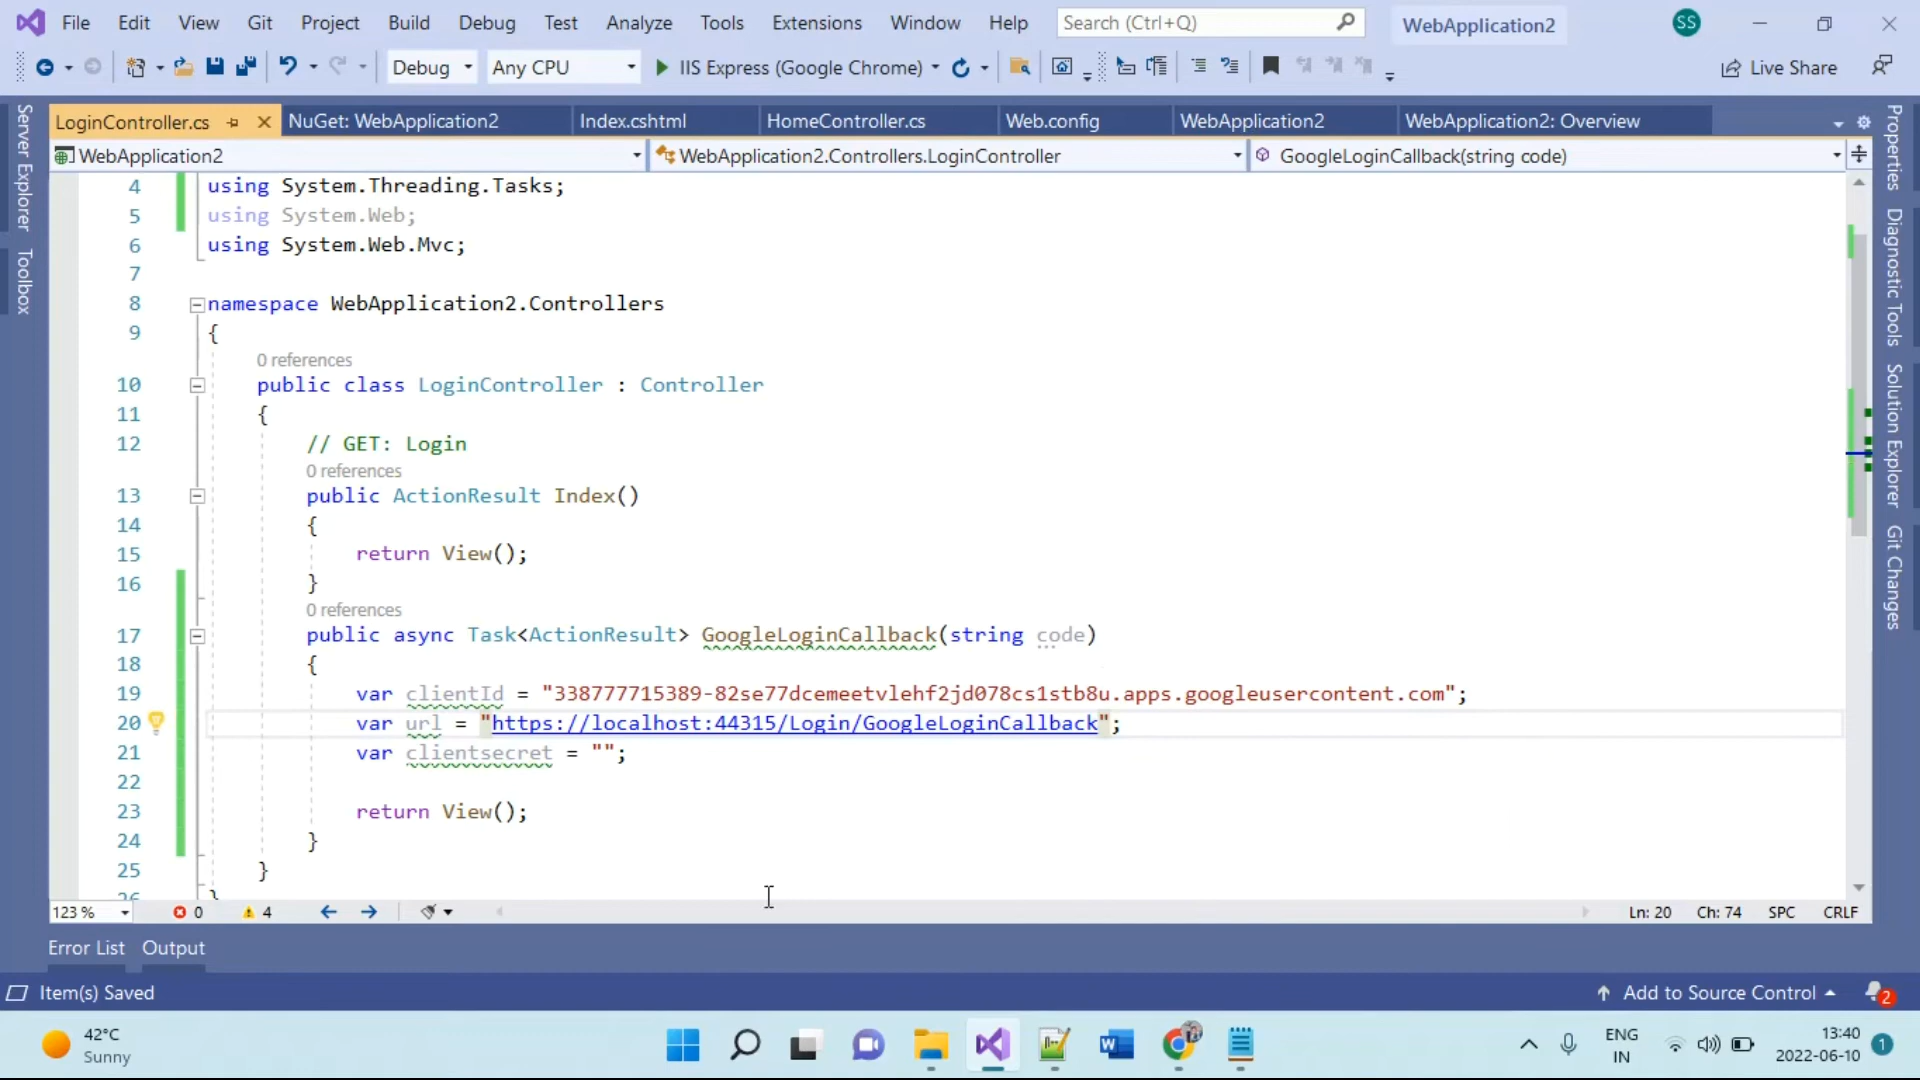 File Edit View Git Project Build Debug Test Analyze Tools Extensions Window Help Search (Ctrl+Q) WebApplication2 SS
Debug Any CPU IIS Express (Google Chrome) Live Share
LoginController.cs NuGet: WebApplication2 Index.cshtml HomeController.cs Web.config WebApplication2 WebApplication2: Overview
WebApplication2 WebApplication2.Controllers.LoginController GoogleLoginCallback(string code)
Server Explorer
Toolbox
Properties
Diagnostic Tools
Solution Explorer
Git Changes
4 using System.Threading.Tasks;
5 using System.Web;
6 using System.Web.Mvc;
7
8 namespace WebApplication2.Controllers
9 {
0 references
10 public class LoginController : Controller
11 {
12 // GET: Login
0 references
13 public ActionResult Index()
14 {
15 return View();
16 }
0 references
17 public async Task<ActionResult> GoogleLoginCallback(string code)
18 {
19 var clientId = "338777715389-82se77dcemeetvlehf2jd078cs1stb8u.apps.googleusercontent.com";
20 var url = "https://localhost:44315/Login/GoogleLoginCallback";
21 var clientsecret = "";
22
23 return View();
24 }
25 }
26 }
123 % 0 4 Ln: 20 Ch: 74 SPC CRLF
Error List Output
Item(s) Saved Add to Source Control 2
42°C
Sunny
ENG
IN
13:40
2022-06-10
1